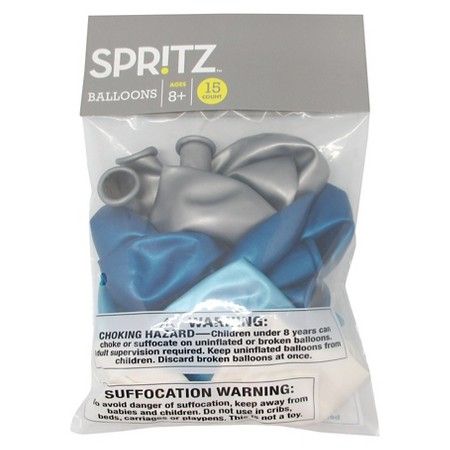 SPR!TZ™
BALLOONS
AGES
8+
15
COUNT
WARNING:
CHOKING HAZARD—Children under 8 years can
choke or suffocate on uninflated or broken balloons.
Adult supervision required. Keep uninflated balloons from
children. Discard broken balloons at once.
SUFFOCATION WARNING:
To avoid danger of suffocation, keep away from
babies and children. Do not use in cribs,
beds, carriages or playpens. This is not a toy.